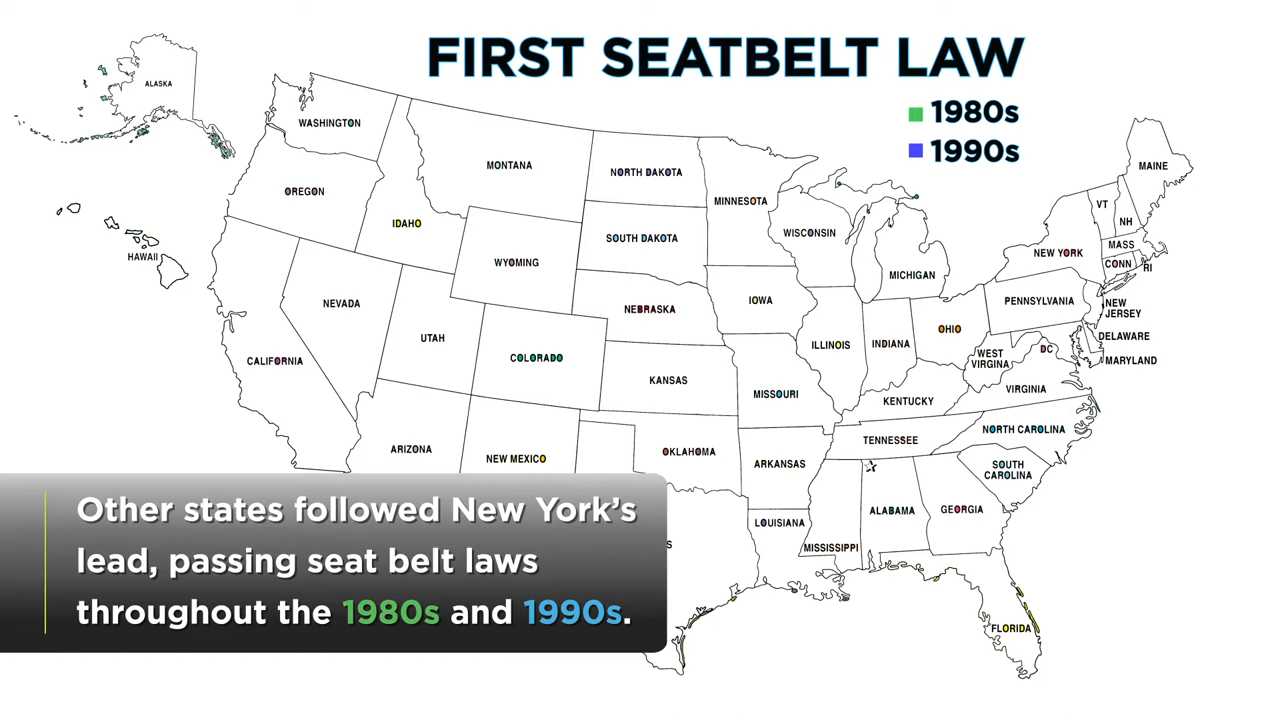 FIRST SEATBELT LAW
1980s
1990s
ALASKA
WASHINGTON
MONTANA
NORTH DAKOTA
MINNESOTA
MAINE
OREGON
IDAHO
WYOMING
SOUTH DAKOTA
WISCONSIN
MICHIGAN
VT
NH
MASS
NEW YORK
CONN
RI
HAWAII
NEVADA
UTAH
COLORADO
NEBRASKA
IOWA
ILLINOIS
INDIANA
OHIO
PENNSYLVANIA
NEW
JERSEY
DELAWARE
MARYLAND
DC
WEST
VIRGINIA
VIRGINIA
CALIFORNIA
KANSAS
MISSOURI
KENTUCKY
ARIZONA
NEW MEXICO
OKLAHOMA
ARKANSAS
TENNESSEE
NORTH CAROLINA
SOUTH
CAROLINA
LOUISIANA
MISSISSIPPI
ALABAMA
GEORGIA
FLORIDA
S
Other states followed New York's
lead, passing seat belt laws
throughout the 1980s and 1990s.